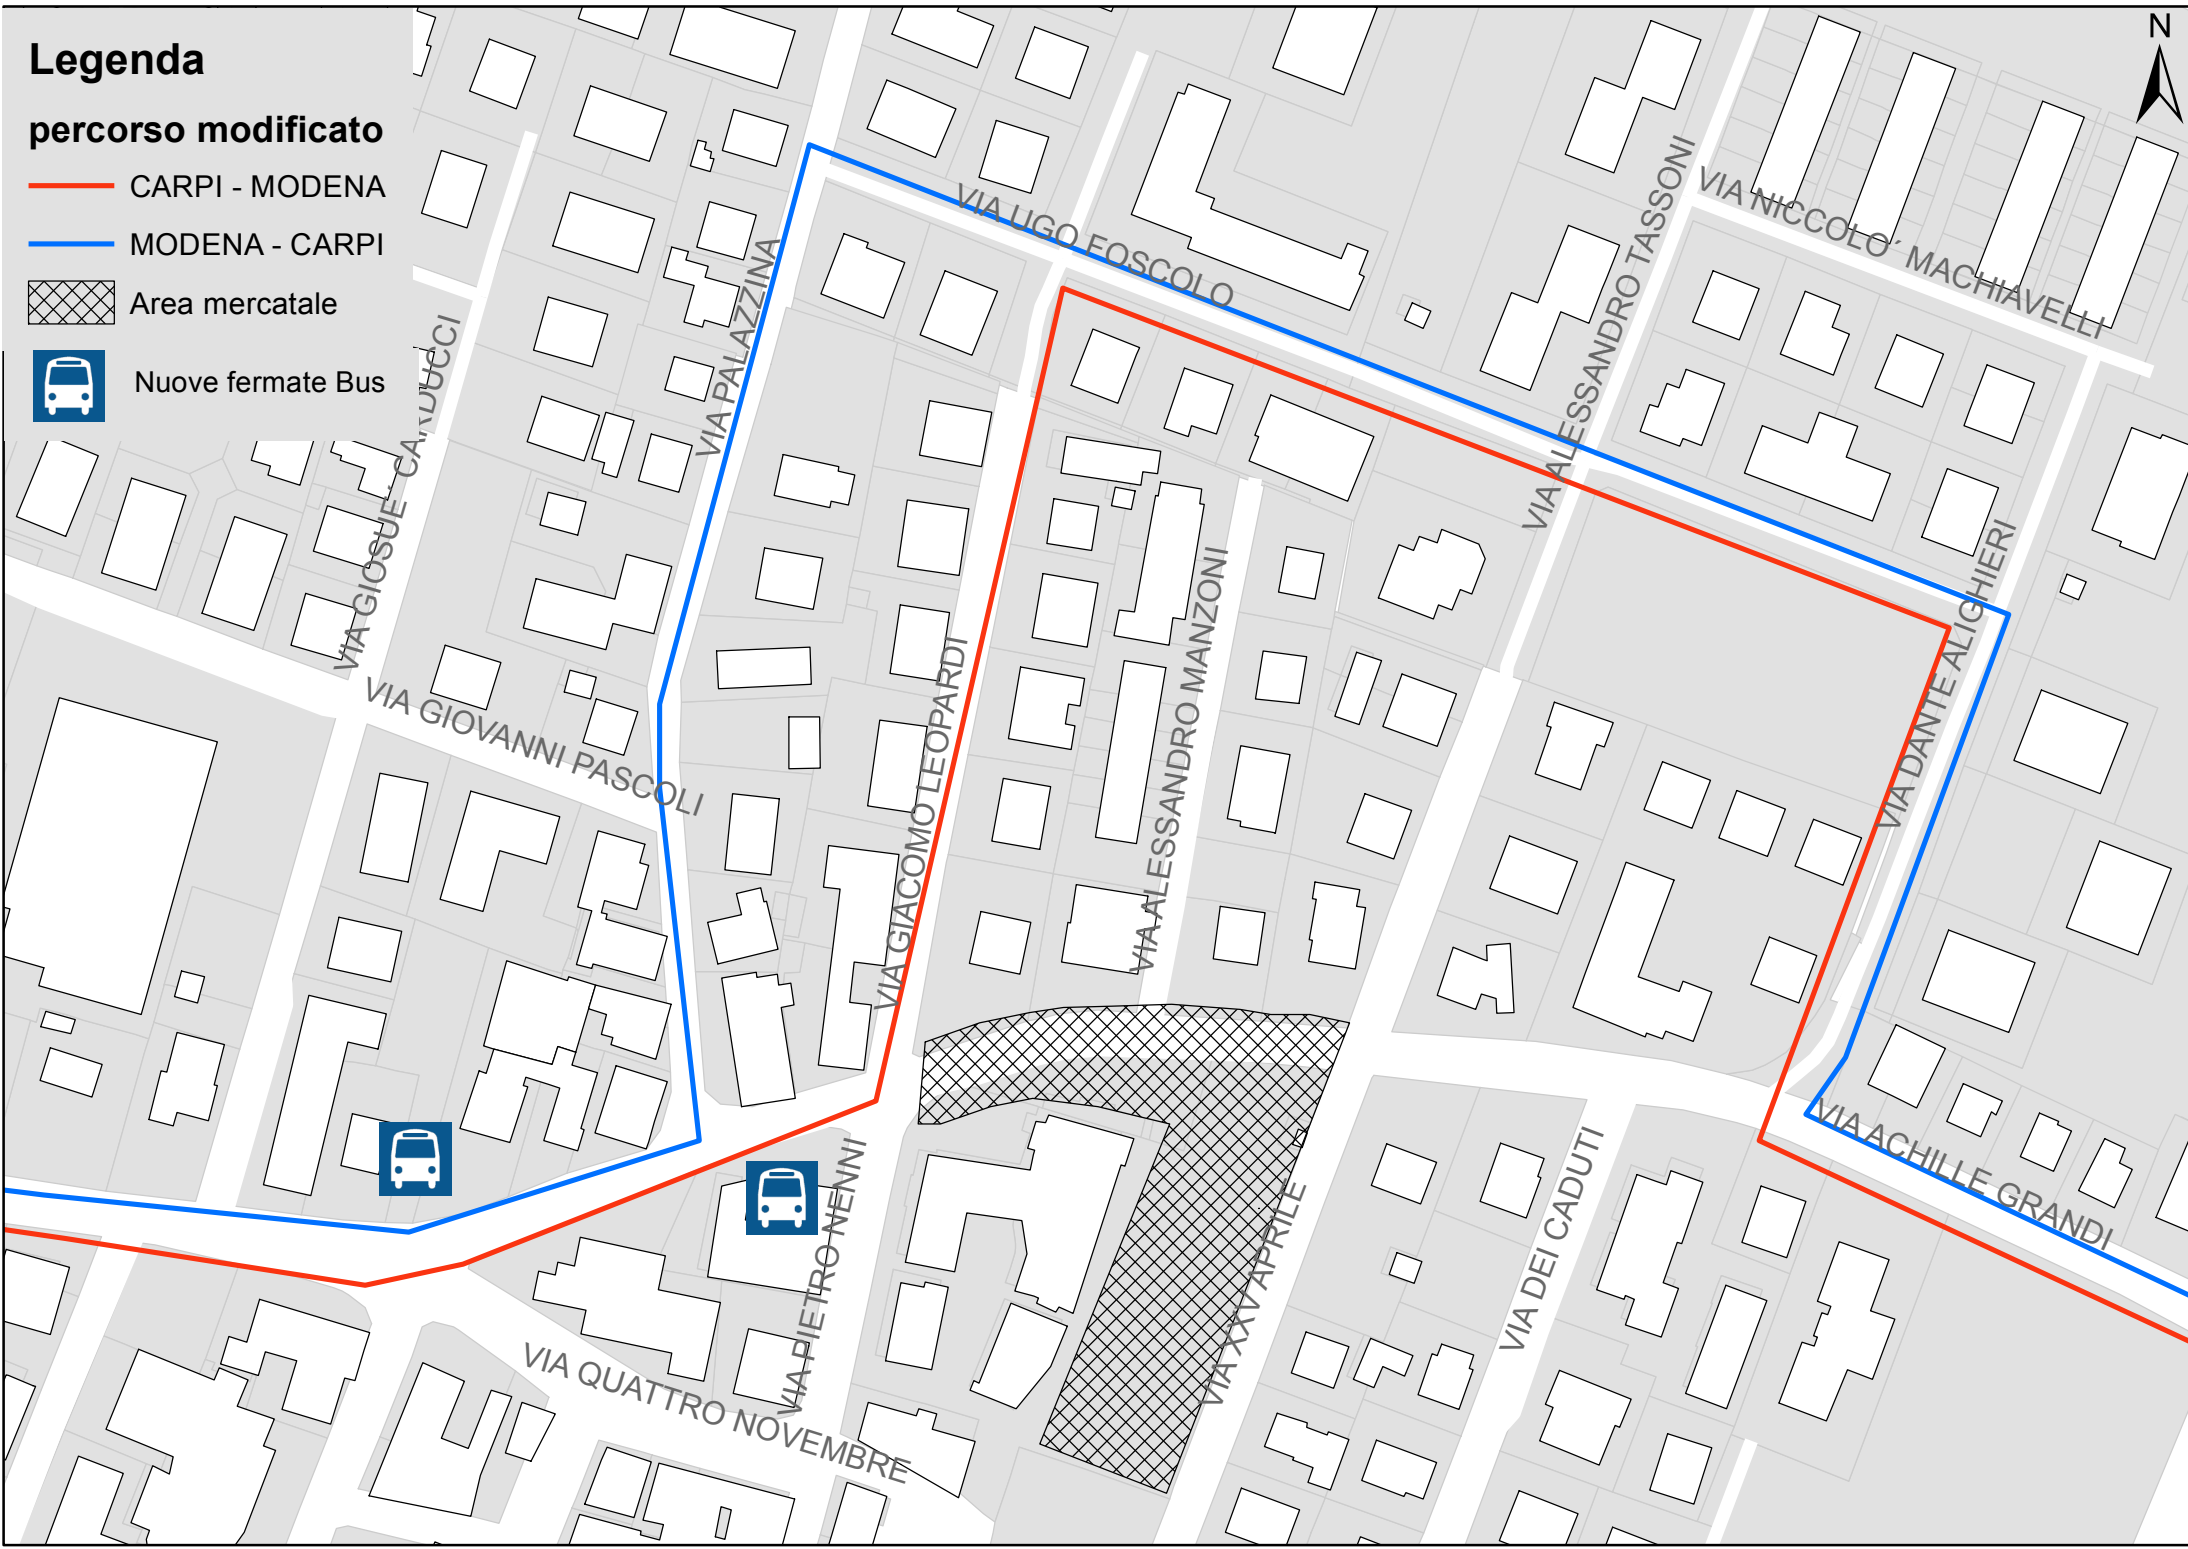 Legenda
percorso modificato
CARPI - MODENA
MODENA - CARPI
Area mercatale
Nuove fermate Bus
N
VIA UGO FOSCOLO
VIA NICCOLO´ MACHIAVELLI
VIA ALESSANDRO TASSONI
VIA PALAZZINA
VIA GIOSUE´ CARDUCCI
VIA GIOVANNI PASCOLI
VIA GIACOMO LEOPARDI
VIA ALESSANDRO MANZONI
VIA DANTE ALIGHIERI
VIA ACHILLE GRANDI
VIA PIETRO NENNI
VIA XXV APRILE
VIA DEI CADUTI
VIA QUATTRO NOVEMBRE